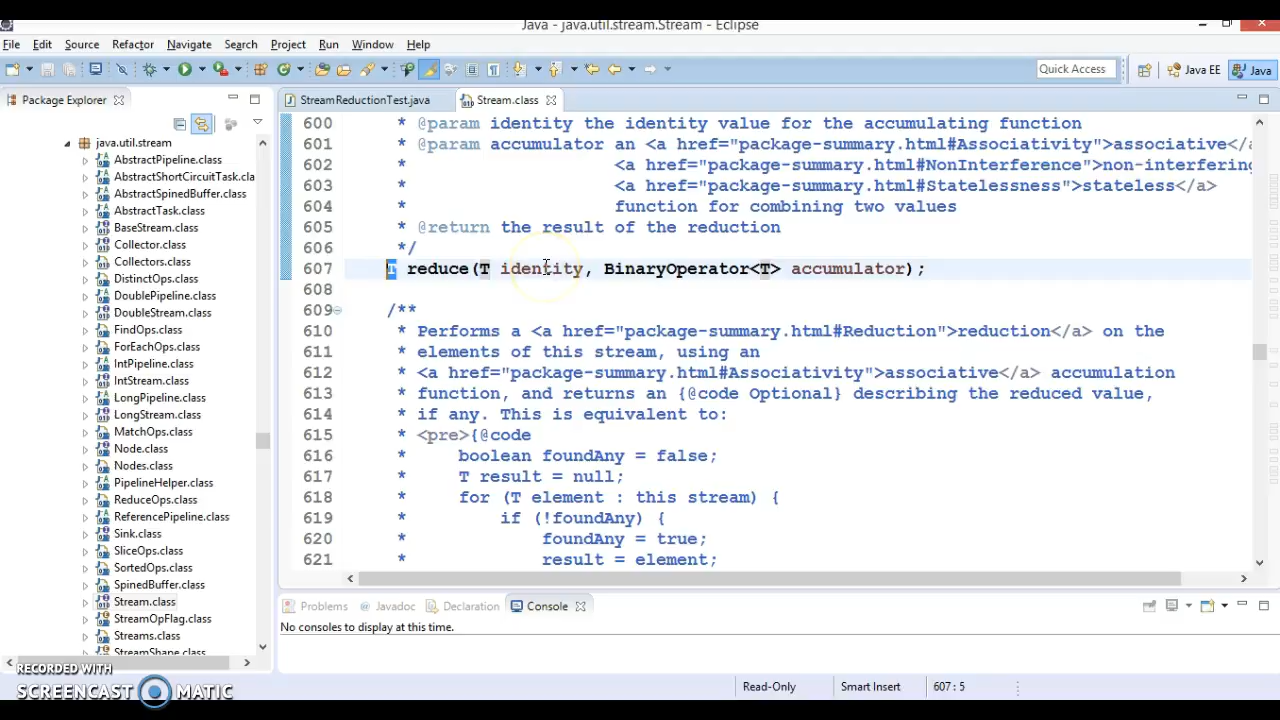 Java - java.util.stream.Stream - Eclipse
File Edit Source Refactor Navigate Search Project Run Window Help
Quick Access Java EE Java
Package Explorer
StreamReductionTest.java Stream.class
java.util.stream
AbstractPipeline.class
AbstractShortCircuitTask.cla
AbstractSpinedBuffer.class
AbstractTask.class
BaseStream.class
Collector.class
Collectors.class
DistinctOps.class
DoublePipeline.class
DoubleStream.class
FindOps.class
ForEachOps.class
IntPipeline.class
IntStream.class
LongPipeline.class
LongStream.class
MatchOps.class
Node.class
Nodes.class
PipelineHelper.class
ReduceOps.class
ReferencePipeline.class
Sink.class
SliceOps.class
SortedOps.class
SpinedBuffer.class
Stream.class
StreamOpFlag.class
Streams.class
StreamShape.class
600 * @param identity the identity value for the accumulating function
601 * @param accumulator an <a href="package-summary.html#Associativity">associative</a
602 * <a href="package-summary.html#NonInterference">non-interfering
603 * <a href="package-summary.html#Statelessness">stateless</a>
604 * function for combining two values
605 * @return the result of the reduction
606 */
607 T reduce(T identity, BinaryOperator<T> accumulator);
608
609 /**
610 * Performs a <a href="package-summary.html#Reduction">reduction</a> on the
611 * elements of this stream, using an
612 * <a href="package-summary.html#Associativity">associative</a> accumulation
613 * function, and returns an {@code Optional} describing the reduced value,
614 * if any. This is equivalent to:
615 * <pre>{@code
616 * boolean foundAny = false;
617 * T result = null;
618 * for (T element : this stream) {
619 * if (!foundAny) {
620 * foundAny = true;
621 * result = element;
Problems Javadoc Declaration Console
No consoles to display at this time.
Read-Only Smart Insert 607 : 5
RECORDED WITH
SCREENCAST MATIC